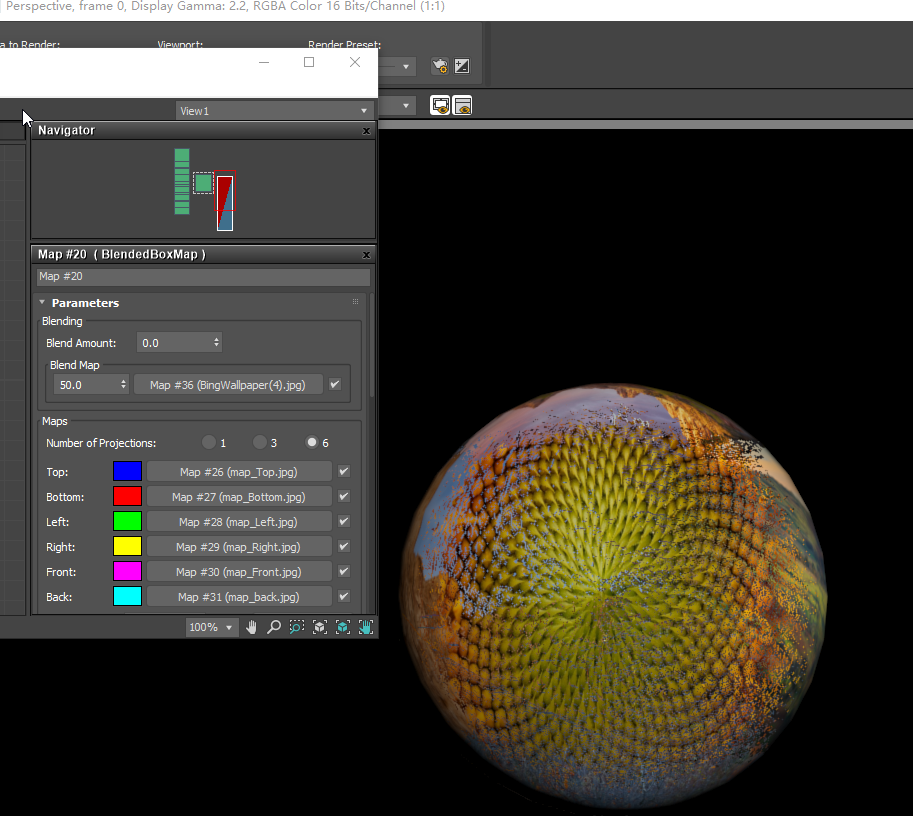 Perspective, frame 0, Display Gamma: 2.2, RGBA Color 16 Bits/Channel (1:1)
a to Render:
Viewport:
Render Preset:
View1
Navigator
Map #20 ( BlendedBoxMap )
Map #20
Parameters
Blending
Blend Amount: 0.0
Blend Map
50.0 Map #36 (BingWallpaper(4).jpg)
Maps
Number of Projections: 1 3 6
Top: Map #26 (map_Top.jpg)
Bottom: Map #27 (map_Bottom.jpg)
Left: Map #28 (map_Left.jpg)
Right: Map #29 (map_Right.jpg)
Front: Map #30 (map_Front.jpg)
Back: Map #31 (map_back.jpg)
100%